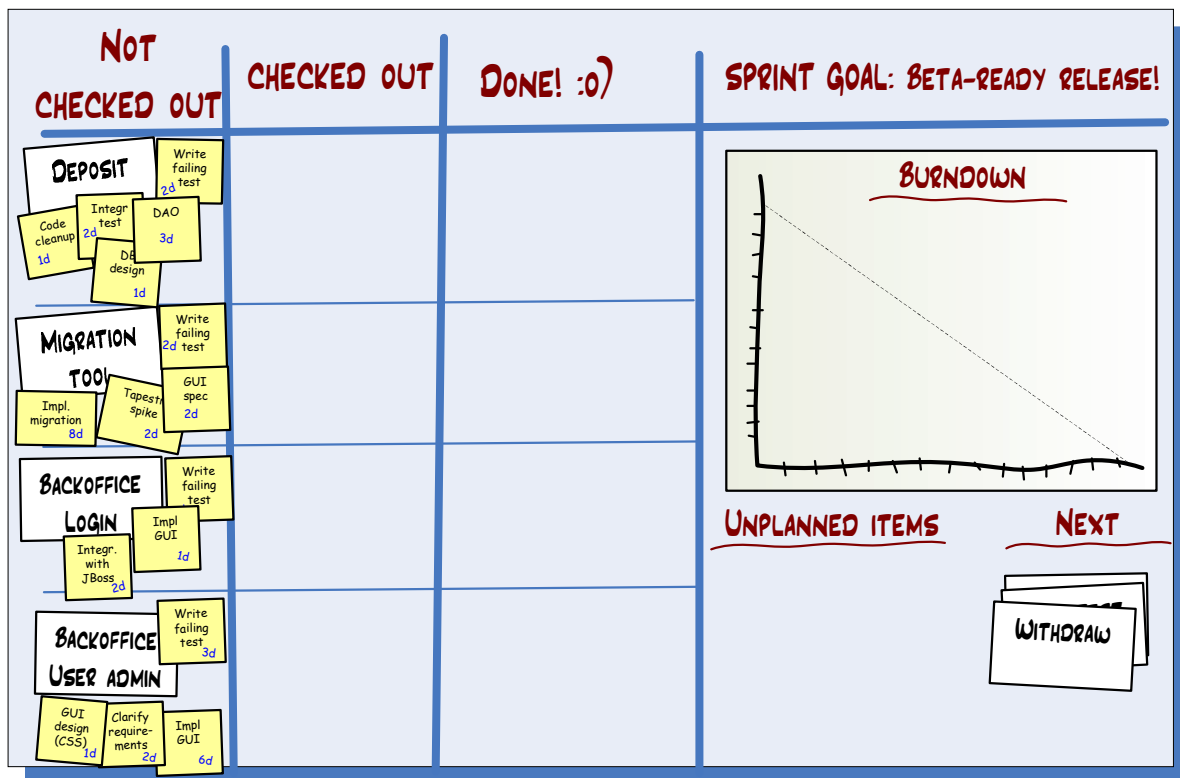 NOT
CHECKED OUT
CHECKED OUT
DONE! :o)
SPRINT GOAL: BETA-READY RELEASE!
DEPOSIT
Write
failing
test
2d
Code
cleanup
1d
Integr
test
2d
DAO
3d
DB
design
1d
MIGRATION
TOOL
Write
failing
test
2d
Impl.
migration
8d
Tapestr
spike
2d
GUI
spec
2d
BACKOFFICE
LOGIN
Write
failing
test
Impl
GUI
1d
Integr.
with
JBoss
2d
BACKOFFICE
USER ADMIN
Write
failing
test
3d
GUI
design
(CSS)
1d
Clarify
require-
ments
2d
Impl
GUI
6d
BURNDOWN
UNPLANNED ITEMS
NEXT
WITHDRAW